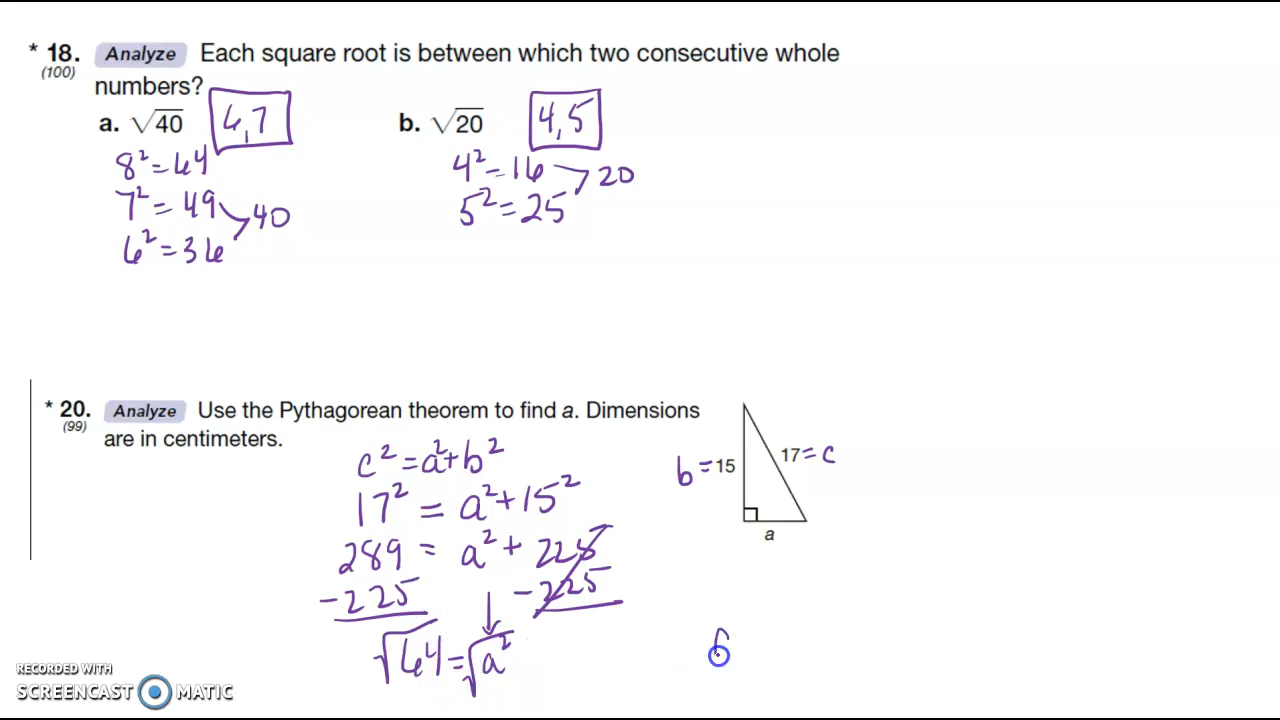 * 18. Analyze Each square root is between which two consecutive whole
(100)
numbers?
a. √40 6,7 b. √20 4,5
8² = 64 4² = 16 20
7² = 49 40 5² = 25
6² = 36
* 20. Analyze Use the Pythagorean theorem to find a. Dimensions
(99)
are in centimeters.
c² = a² + b² b = 15 17 = c
17² = a² + 15²
289 = a² + 225 a
-225 -225
√64 = √a²
RECORDED WITH
SCREENCAST MATIC